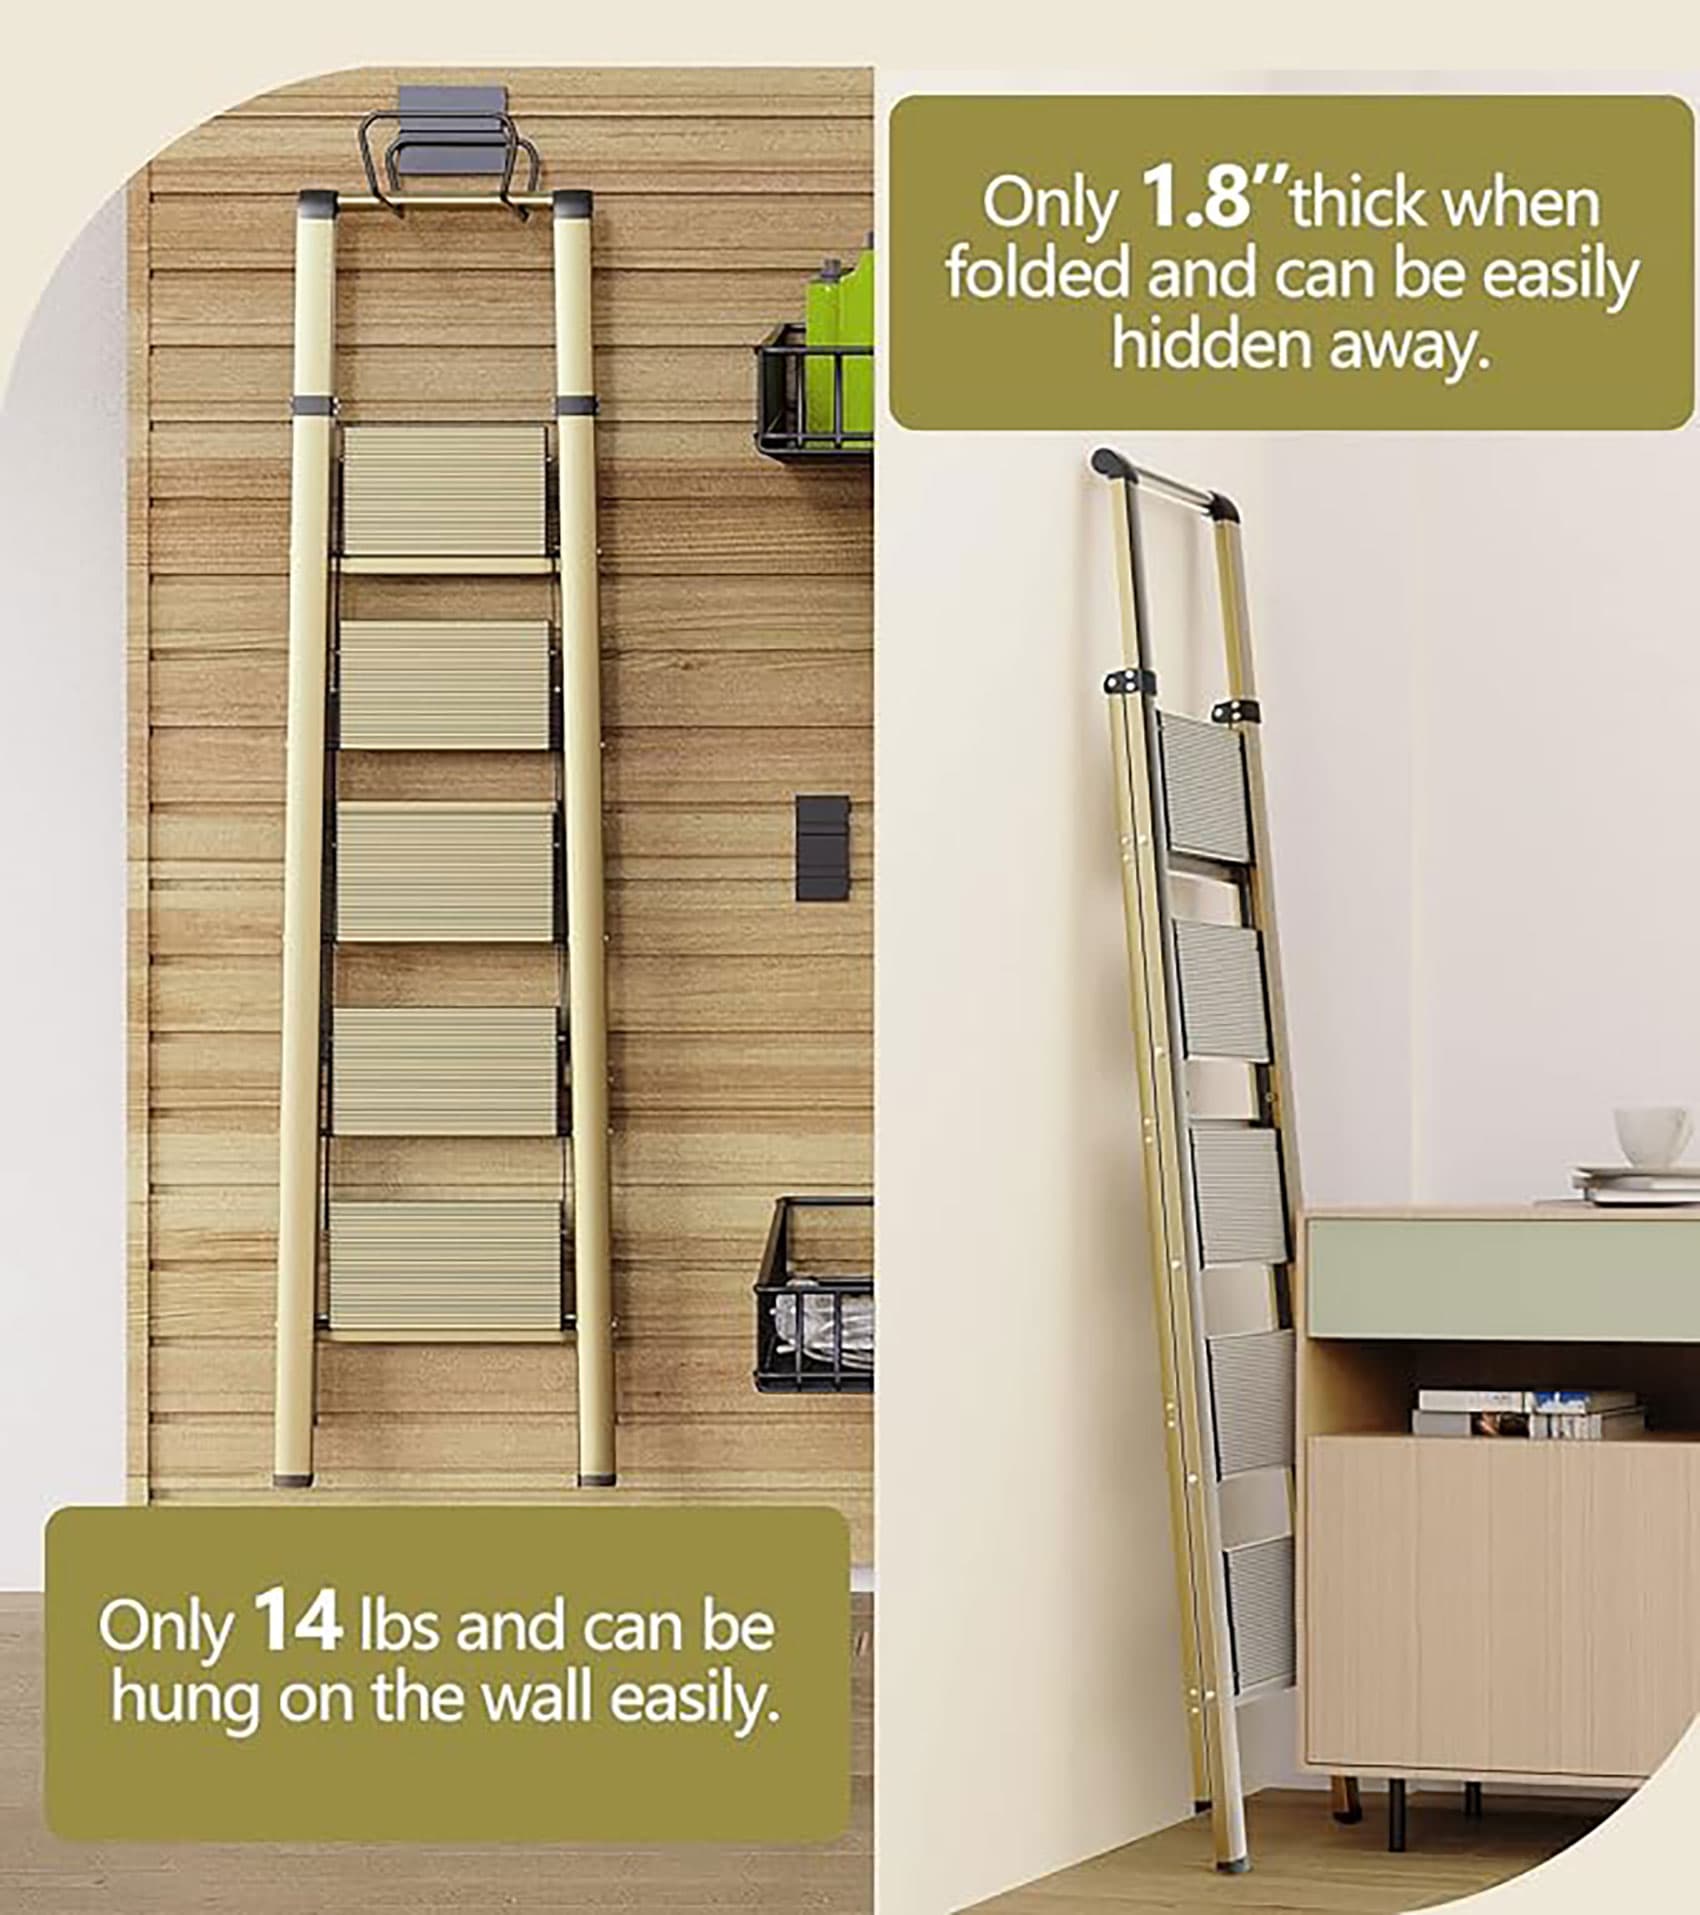 Only 1.8″thick when
folded and can be easily
hidden away.
Only 14 lbs and can be
hung on the wall easily.